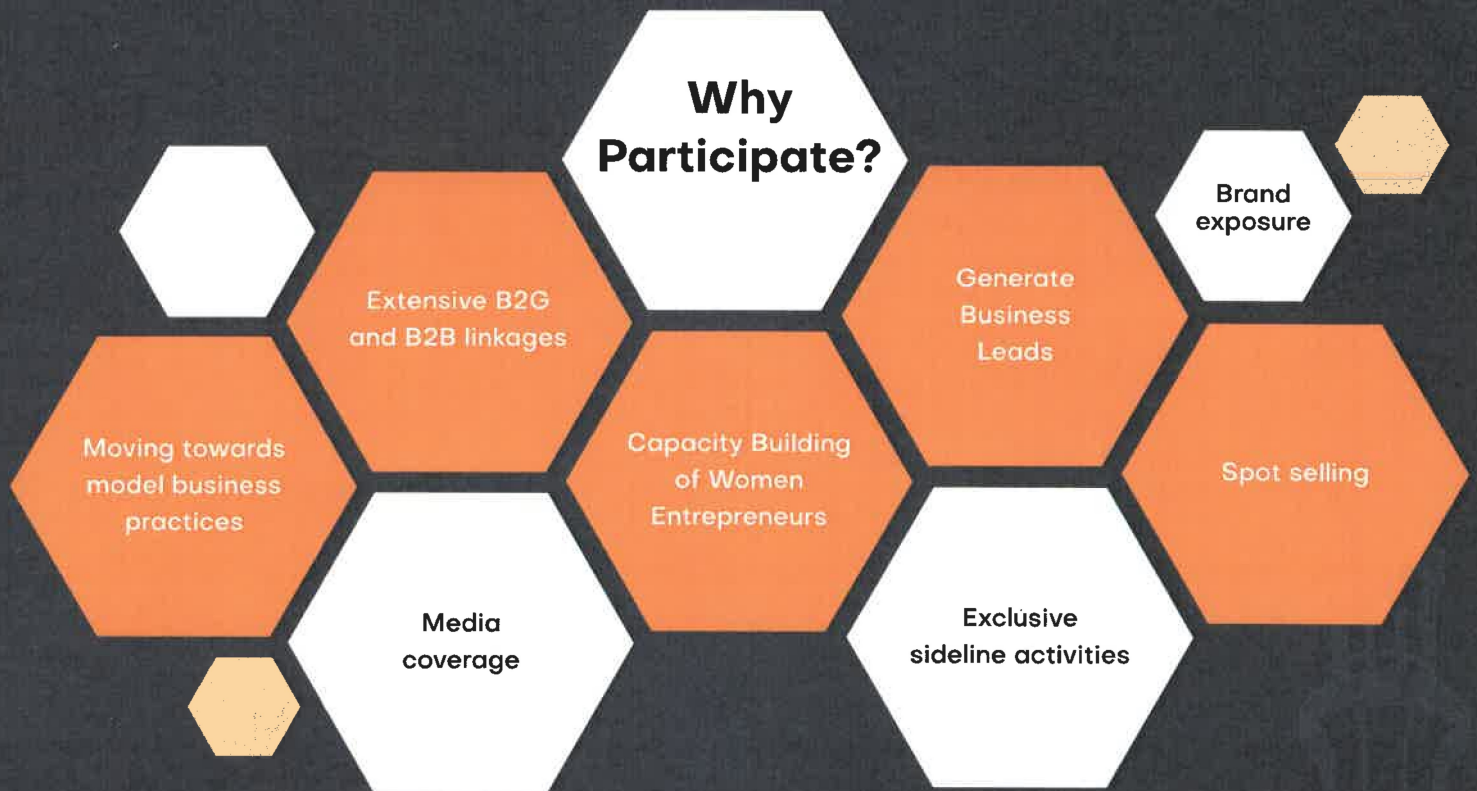 Why
Participate?
Brand
exposure
Extensive B2G
and B2B linkages
Generate
Business
Leads
Moving towards
model business
practices
Capacity Building
of Women
Entrepreneurs
Spot selling
Media
coverage
Exclusive
sideline activities